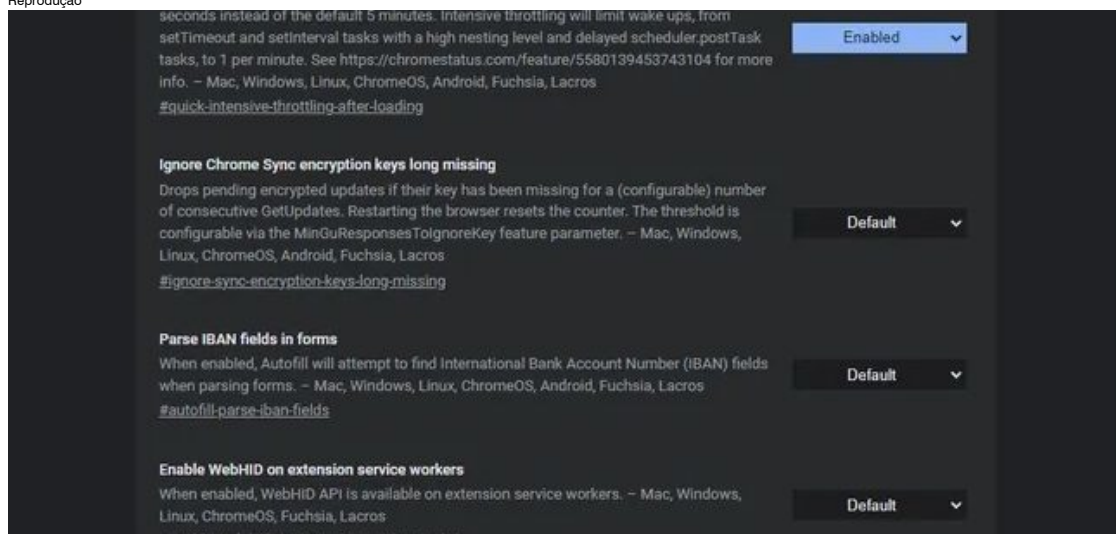 Reprodução
seconds instead of the default 5 minutes. Intensive throttling will limit wake ups, from
setTimeout and setInterval tasks with a high nesting level and delayed scheduler.postTask
tasks, to 1 per minute. See https://chromestatus.com/feature/5580139453743104 for more
info. – Mac, Windows, Linux, ChromeOS, Android, Fuchsia, Lacros
#quick-intensive-throttling-after-loading
Enabled
Ignore Chrome Sync encryption keys long missing
Drops pending encrypted updates if their key has been missing for a (configurable) number
of consecutive GetUpdates. Restarting the browser resets the counter. The threshold is
configurable via the MinGuResponsesToIgnoreKey feature parameter. – Mac, Windows,
Linux, ChromeOS, Android, Fuchsia, Lacros
#ignore-sync-encryption-keys-long-missing
Default
Parse IBAN fields in forms
When enabled, Autofill will attempt to find International Bank Account Number (IBAN) fields
when parsing forms. – Mac, Windows, Linux, ChromeOS, Android, Fuchsia, Lacros
#autofill-parse-iban-fields
Default
Enable WebHID on extension service workers
When enabled, WebHID API is available on extension service workers. – Mac, Windows,
Linux, ChromeOS, Fuchsia, Lacros
Default